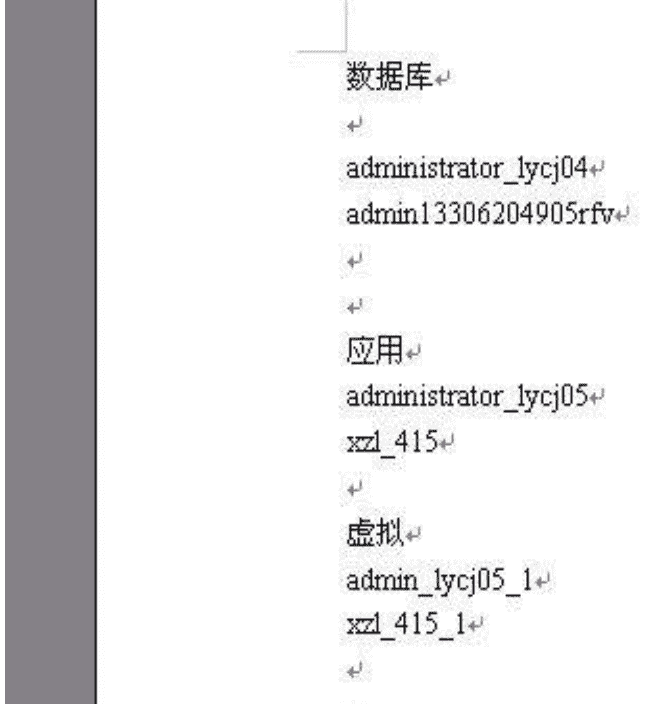 数据库
administrator_lycj04
admin13306204905rfv
应用
administrator_lycj05
xzl_415
虚拟
admin_lycj05_1
xzl_415_1